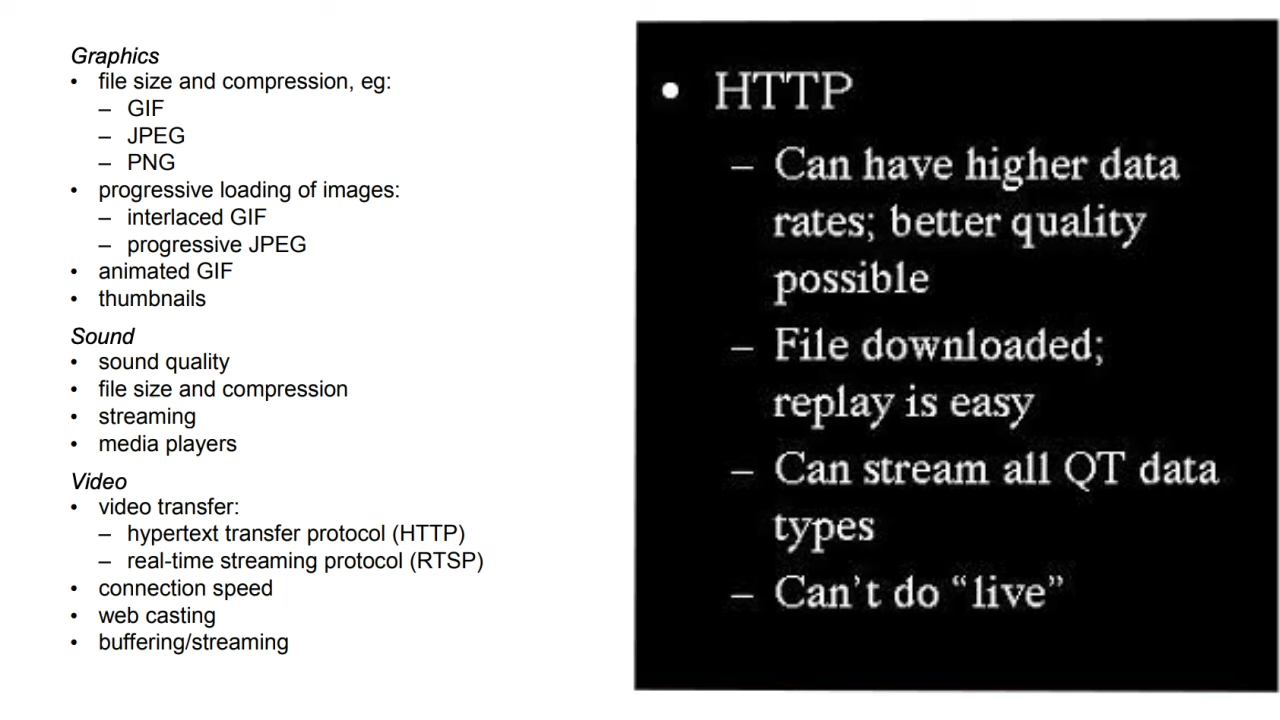 Graphics
• file size and compression, eg:
– GIF
– JPEG
– PNG
• progressive loading of images:
– interlaced GIF
– progressive JPEG
• animated GIF
• thumbnails
Sound
• sound quality
• file size and compression
• streaming
• media players
Video
• video transfer:
– hypertext transfer protocol (HTTP)
– real-time streaming protocol (RTSP)
• connection speed
• web casting
• buffering/streaming
• HTTP
– Can have higher data
rates; better quality
possible
– File downloaded;
replay is easy
– Can stream all QT data
types
– Can’t do “live”